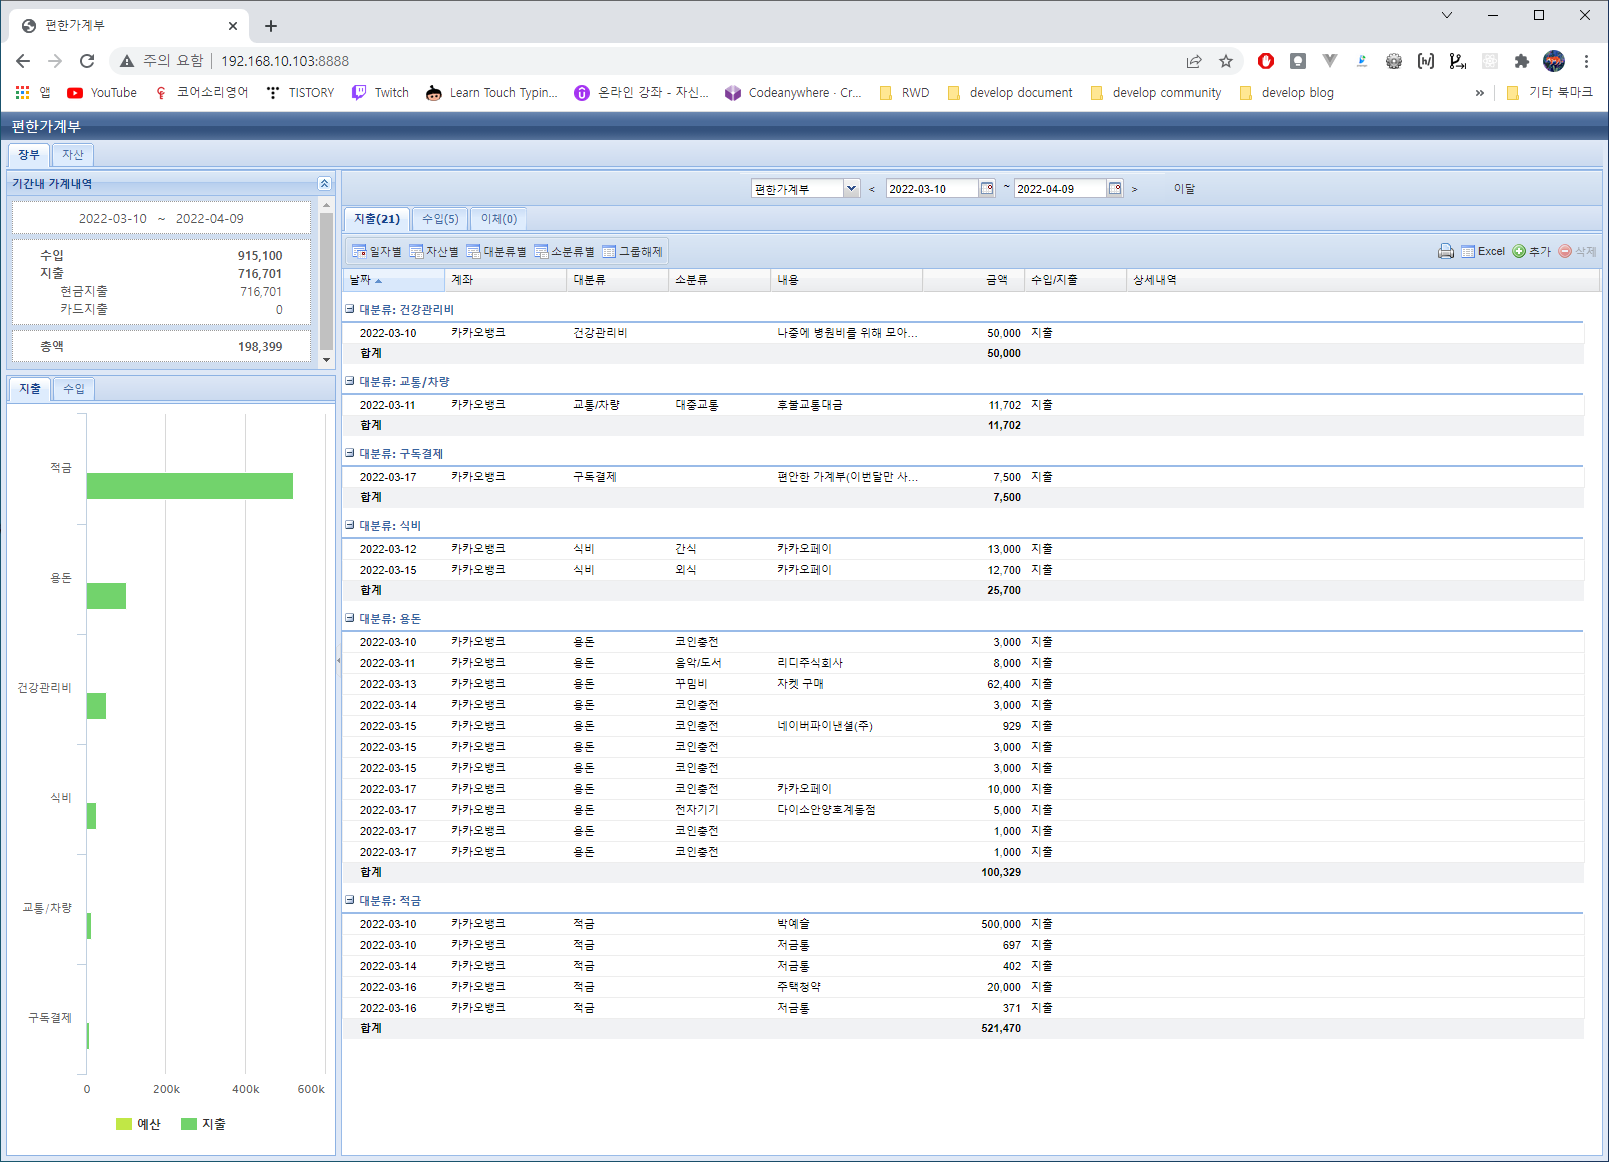 편한가계부
주의 요함 192.168.10.103:8888
앱 YouTube 코어소리영어 TISTORY Twitch Learn Touch Typin... 온라인 강좌 - 자신... Codeanywhere · Cr... RWD develop document develop community develop blog » 기타 북마크
편한가계부
장부 자산
기간내 가계내역
2022-03-10 ~ 2022-04-09
수입 915,100
지출 716,701
현금지출 716,701
카드지출 0
총액 198,399
지출 수입
적금
용돈
건강관리비
식비
교통/차량
구독결제
0 200k 400k 600k
예산 지출
편한가계부 < 2022-03-10 ~ 2022-04-09 > 이달
지출(21) 수입(5) 이체(0)
일자별 자산별 대분류별 소분류별 그룹해제 Excel 추가 삭제
날짜 계좌 대분류 소분류 내용 금액 수입/지출 상세내역
대분류: 건강관리비
2022-03-10 카카오뱅크 건강관리비 나중에 병원비를 위해 모아... 50,000 지출
합계 50,000
대분류: 교통/차량
2022-03-11 카카오뱅크 교통/차량 대중교통 후불교통대금 11,702 지출
합계 11,702
대분류: 구독결제
2022-03-17 카카오뱅크 구독결제 편안한 가계부(이번달만 사... 7,500 지출
합계 7,500
대분류: 식비
2022-03-12 카카오뱅크 식비 간식 카카오페이 13,000 지출
2022-03-15 카카오뱅크 식비 외식 카카오페이 12,700 지출
합계 25,700
대분류: 용돈
2022-03-10 카카오뱅크 용돈 코인충전 3,000 지출
2022-03-11 카카오뱅크 용돈 음악/도서 리디주식회사 8,000 지출
2022-03-13 카카오뱅크 용돈 꾸밈비 자켓 구매 62,400 지출
2022-03-14 카카오뱅크 용돈 코인충전 3,000 지출
2022-03-15 카카오뱅크 용돈 코인충전 네이버파이낸셜(주) 929 지출
2022-03-15 카카오뱅크 용돈 코인충전 3,000 지출
2022-03-15 카카오뱅크 용돈 코인충전 3,000 지출
2022-03-17 카카오뱅크 용돈 코인충전 카카오페이 10,000 지출
2022-03-17 카카오뱅크 용돈 전자기기 다이소안양호계동점 5,000 지출
2022-03-17 카카오뱅크 용돈 코인충전 1,000 지출
2022-03-17 카카오뱅크 용돈 코인충전 1,000 지출
합계 100,329
대분류: 적금
2022-03-10 카카오뱅크 적금 박예슬 500,000 지출
2022-03-10 카카오뱅크 적금 저금통 697 지출
2022-03-14 카카오뱅크 적금 저금통 402 지출
2022-03-16 카카오뱅크 적금 주택청약 20,000 지출
2022-03-16 카카오뱅크 적금 저금통 371 지출
합계 521,470